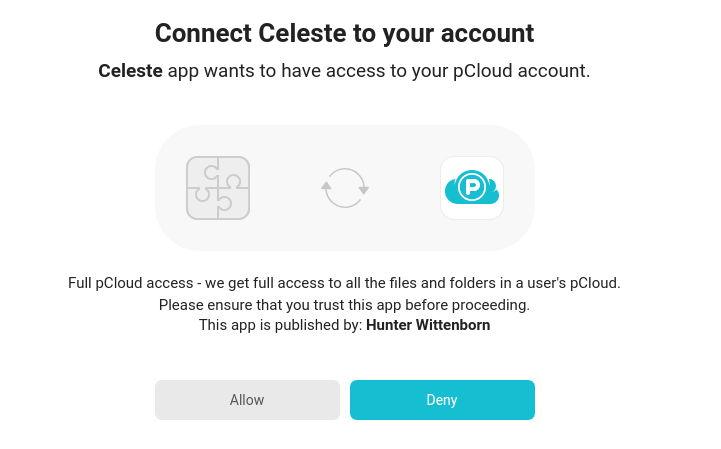 Connect Celeste to your account
Celeste app wants to have access to your pCloud account.
P
Full pCloud access - we get full access to all the files and folders in a user's pCloud.
Please ensure that you trust this app before proceeding.
This app is published by: Hunter Wittenborn
Allow
Deny